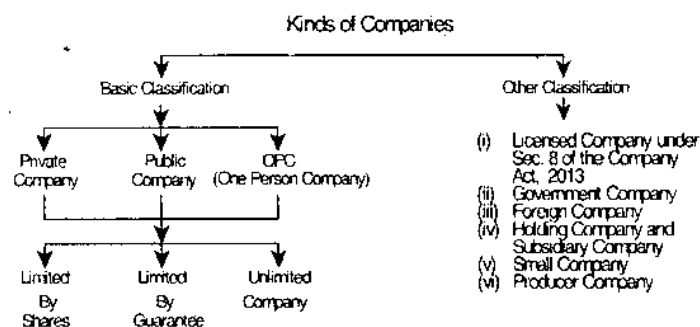 Kinds of Companies
Basic Classification
Private
Company
Public
Company
OPC
(One Person Company)
Limited
By
Shares
Limited
By
Guarantee
Unlimited
Company
Other Classification
(i) Licensed Company under
Sec. 8 of the Company
Act, 2013
(ii) Government Company
(iii) Foreign Company
(iv) Holding Company and
Subsidiary Company
(v) Small Company
(vi) Producer Company